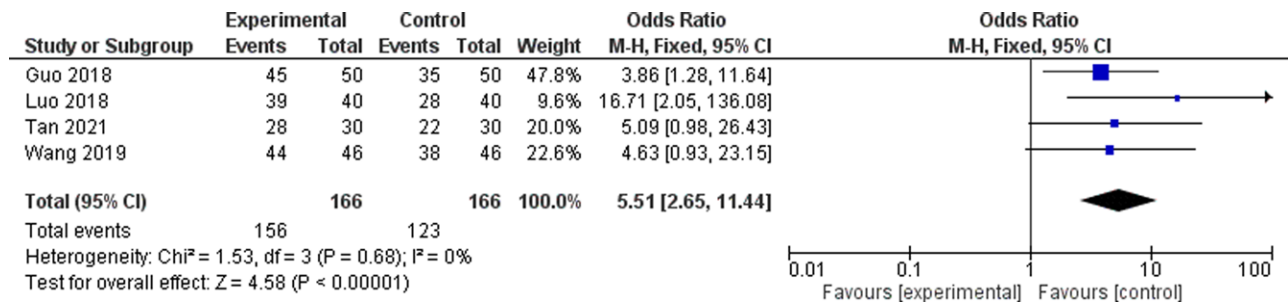 Experimental Control Odds Ratio Odds Ratio
Study or Subgroup Events Total Events Total Weight M-H, Fixed, 95% CI M-H, Fixed, 95% CI
Guo 2018 45 50 35 50 47.8% 3.86 [1.28, 11.64]
Luo 2018 39 40 28 40 9.6% 16.71 [2.05, 136.08]
Tan 2021 28 30 22 30 20.0% 5.09 [0.98, 26.43]
Wang 2019 44 46 38 46 22.6% 4.63 [0.93, 23.15]
Total (95% CI) 166 166 100.0% 5.51 [2.65, 11.44]
Total events 156 123
Heterogeneity: Chi² = 1.53, df = 3 (P = 0.68); I² = 0%
Test for overall effect: Z = 4.58 (P < 0.00001)
0.01 0.1 1 10 100
Favours [experimental] Favours [control]